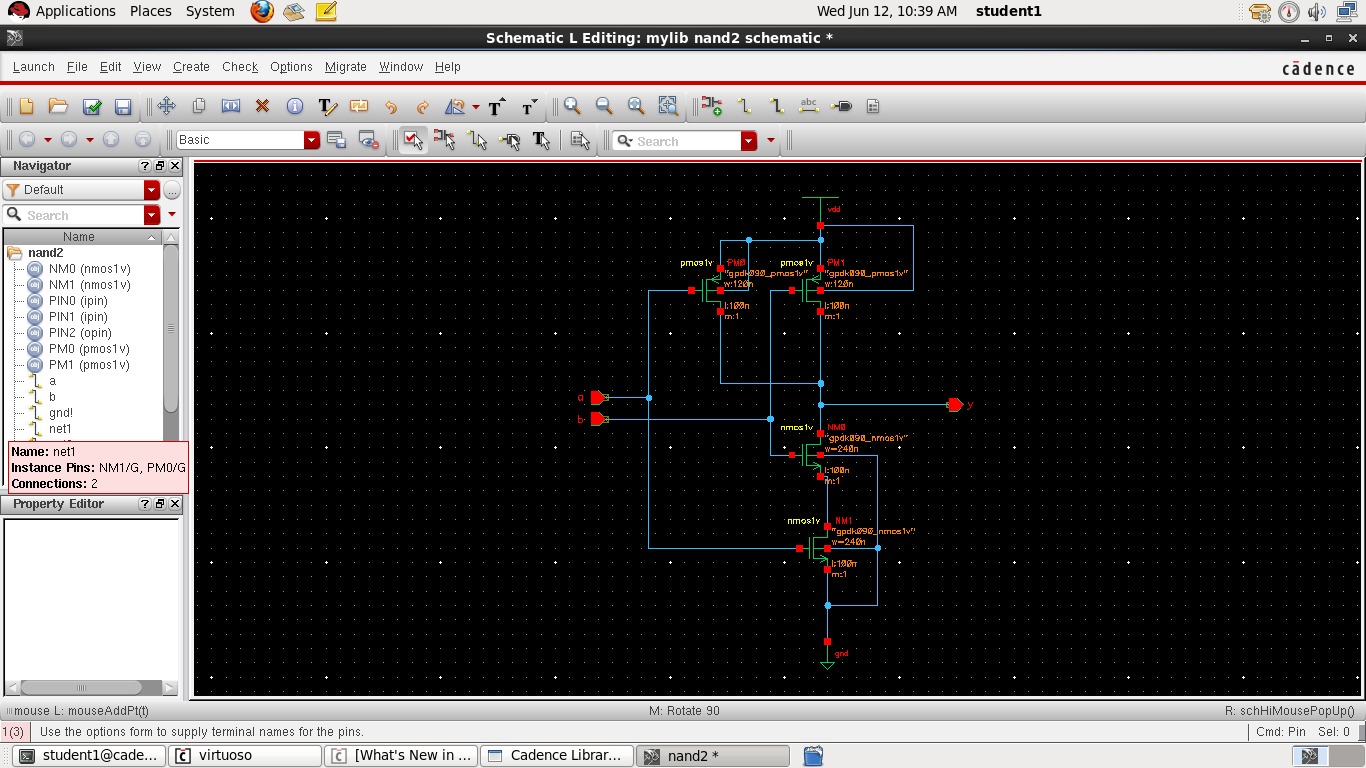 Applications Places System Wed Jun 12, 10:39 AM student1
Schematic L Editing: mylib nand2 schematic *
Launch File Edit View Create Check Options Migrate Window Help cādence
Basic Search
Navigator
Default
Search
Name
nand2
NM0 (nmos1v)
NM1 (nmos1v)
PIN0 (ipin)
PIN1 (ipin)
PIN2 (opin)
PM0 (pmos1v)
PM1 (pmos1v)
a
b
gnd!
net1
Name: net1
Instance Pins: NM1/G, PM0/G
Connections: 2
Property Editor
vdd
pmos1v PM0 pmos1v PM1
"gpdk090_pmos1v" "gpdk090_pmos1v"
w:120n w:120n
l:100n l:100n
m:1 m:1
a
b
y
nmos1v NM0
"gpdk090_nmos1v"
w=240n
l:100n
m:1
nmos1v NM1
"gpdk090_nmos1v"
w=240n
l:100n
m:1
gnd
mouse L: mouseAddPt(t) M: Rotate 90 R: schHiMousePopUp()
1(3) Use the options form to supply terminal names for the pins. Cmd: Pin Sel: 0
student1@cade... virtuoso [What's New in ... Cadence Librar... nand2 *